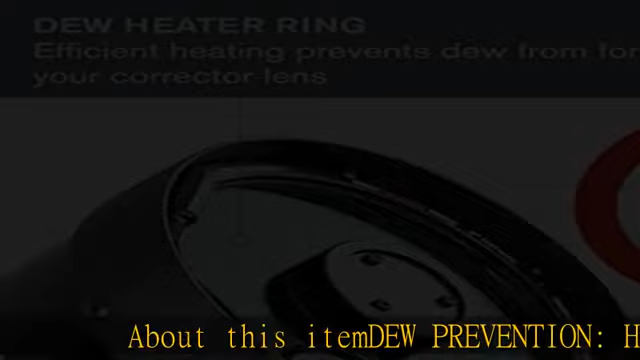 DEW HEATER RING
Efficient heating prevents dew from for
your corrector lens
About this itemDEW PREVENTION: H